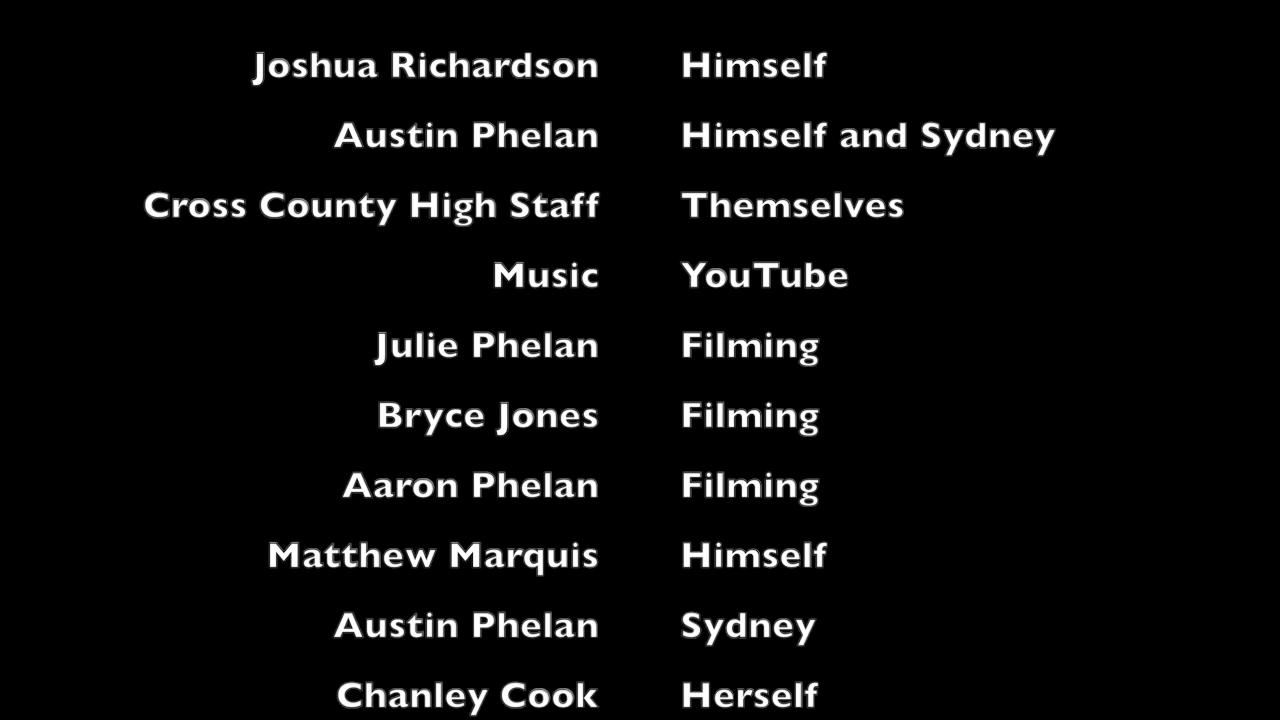 Joshua Richardson Himself
Austin Phelan Himself and Sydney
Cross County High Staff Themselves
Music YouTube
Julie Phelan Filming
Bryce Jones Filming
Aaron Phelan Filming
Matthew Marquis Himself
Austin Phelan Sydney
Chanley Cook Herself